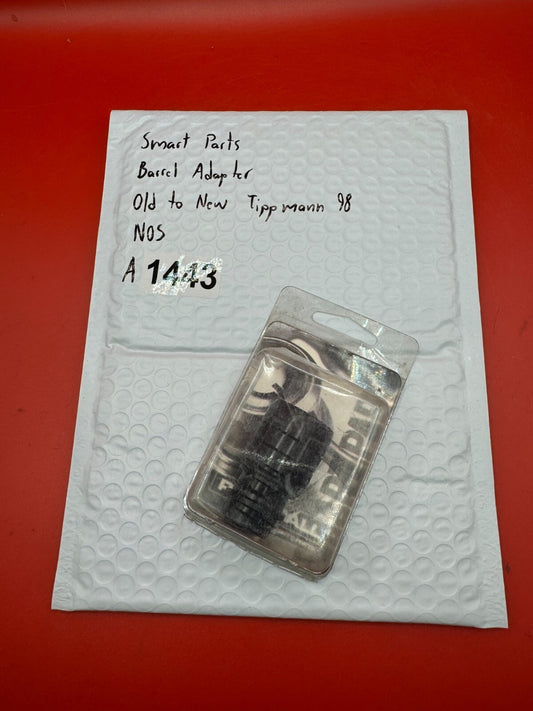 Smart Parts
Barrel Adapter
Old to New Tippmann 98
NOS
A 1443